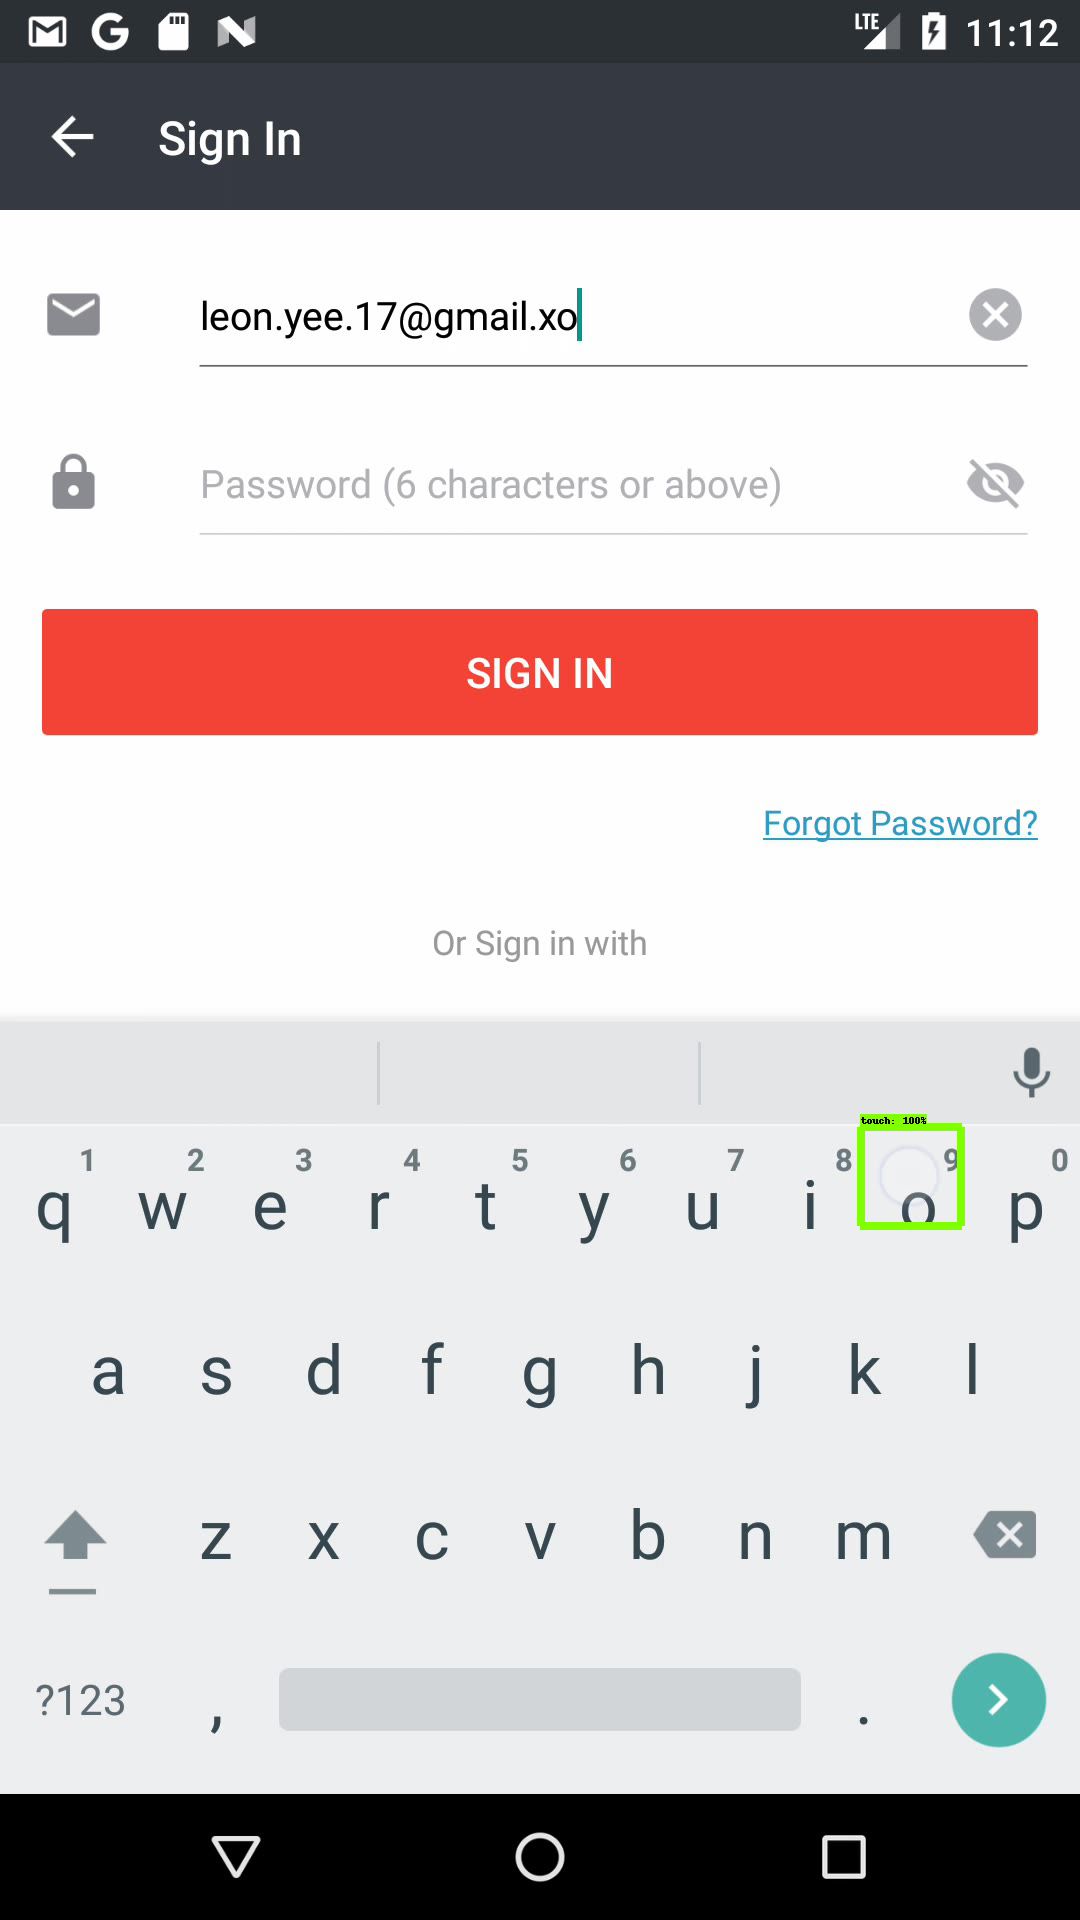 LTE 11:12
Sign In
leon.yee.17@gmail.xo
Password (6 characters or above)
SIGN IN
Forgot Password?
Or Sign in with
touch: 100%
1 2 3 4 5 6 7 8 9 0
q w e r t y u i o p
a s d f g h j k l
z x c v b n m
?123 , .